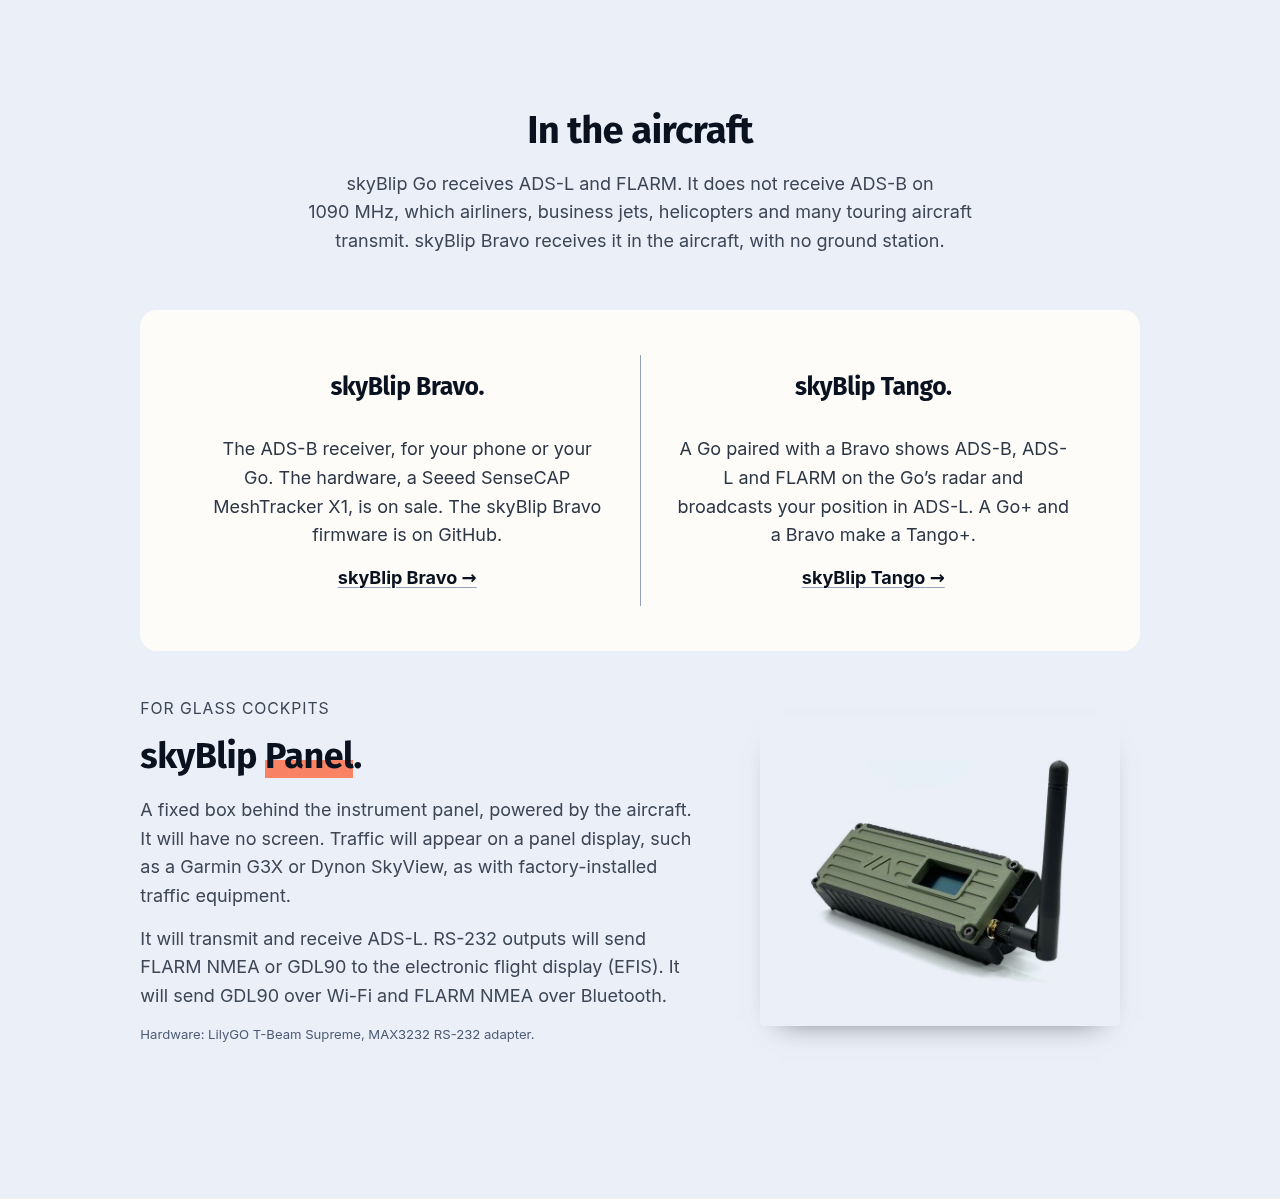 In the aircraft
skyBlip Go receives ADS-L and FLARM. It does not receive ADS-B on
1090 MHz, which airliners, business jets, helicopters and many touring aircraft
transmit. skyBlip Bravo receives it in the aircraft, with no ground station.
skyBlip Bravo.
The ADS-B receiver, for your phone or your
Go. The hardware, a Seeed SenseCAP
MeshTracker X1, is on sale. The skyBlip Bravo
firmware is on GitHub.
skyBlip Bravo →
skyBlip Tango.
A Go paired with a Bravo shows ADS-B, ADS-
L and FLARM on the Go’s radar and
broadcasts your position in ADS-L. A Go+ and
a Bravo make a Tango+.
skyBlip Tango →
FOR GLASS COCKPITS
skyBlip Panel.
A fixed box behind the instrument panel, powered by the aircraft.
It will have no screen. Traffic will appear on a panel display, such
as a Garmin G3X or Dynon SkyView, as with factory-installed
traffic equipment.
It will transmit and receive ADS-L. RS-232 outputs will send
FLARM NMEA or GDL90 to the electronic flight display (EFIS). It
will send GDL90 over Wi-Fi and FLARM NMEA over Bluetooth.
Hardware: LilyGO T-Beam Supreme, MAX3232 RS-232 adapter.